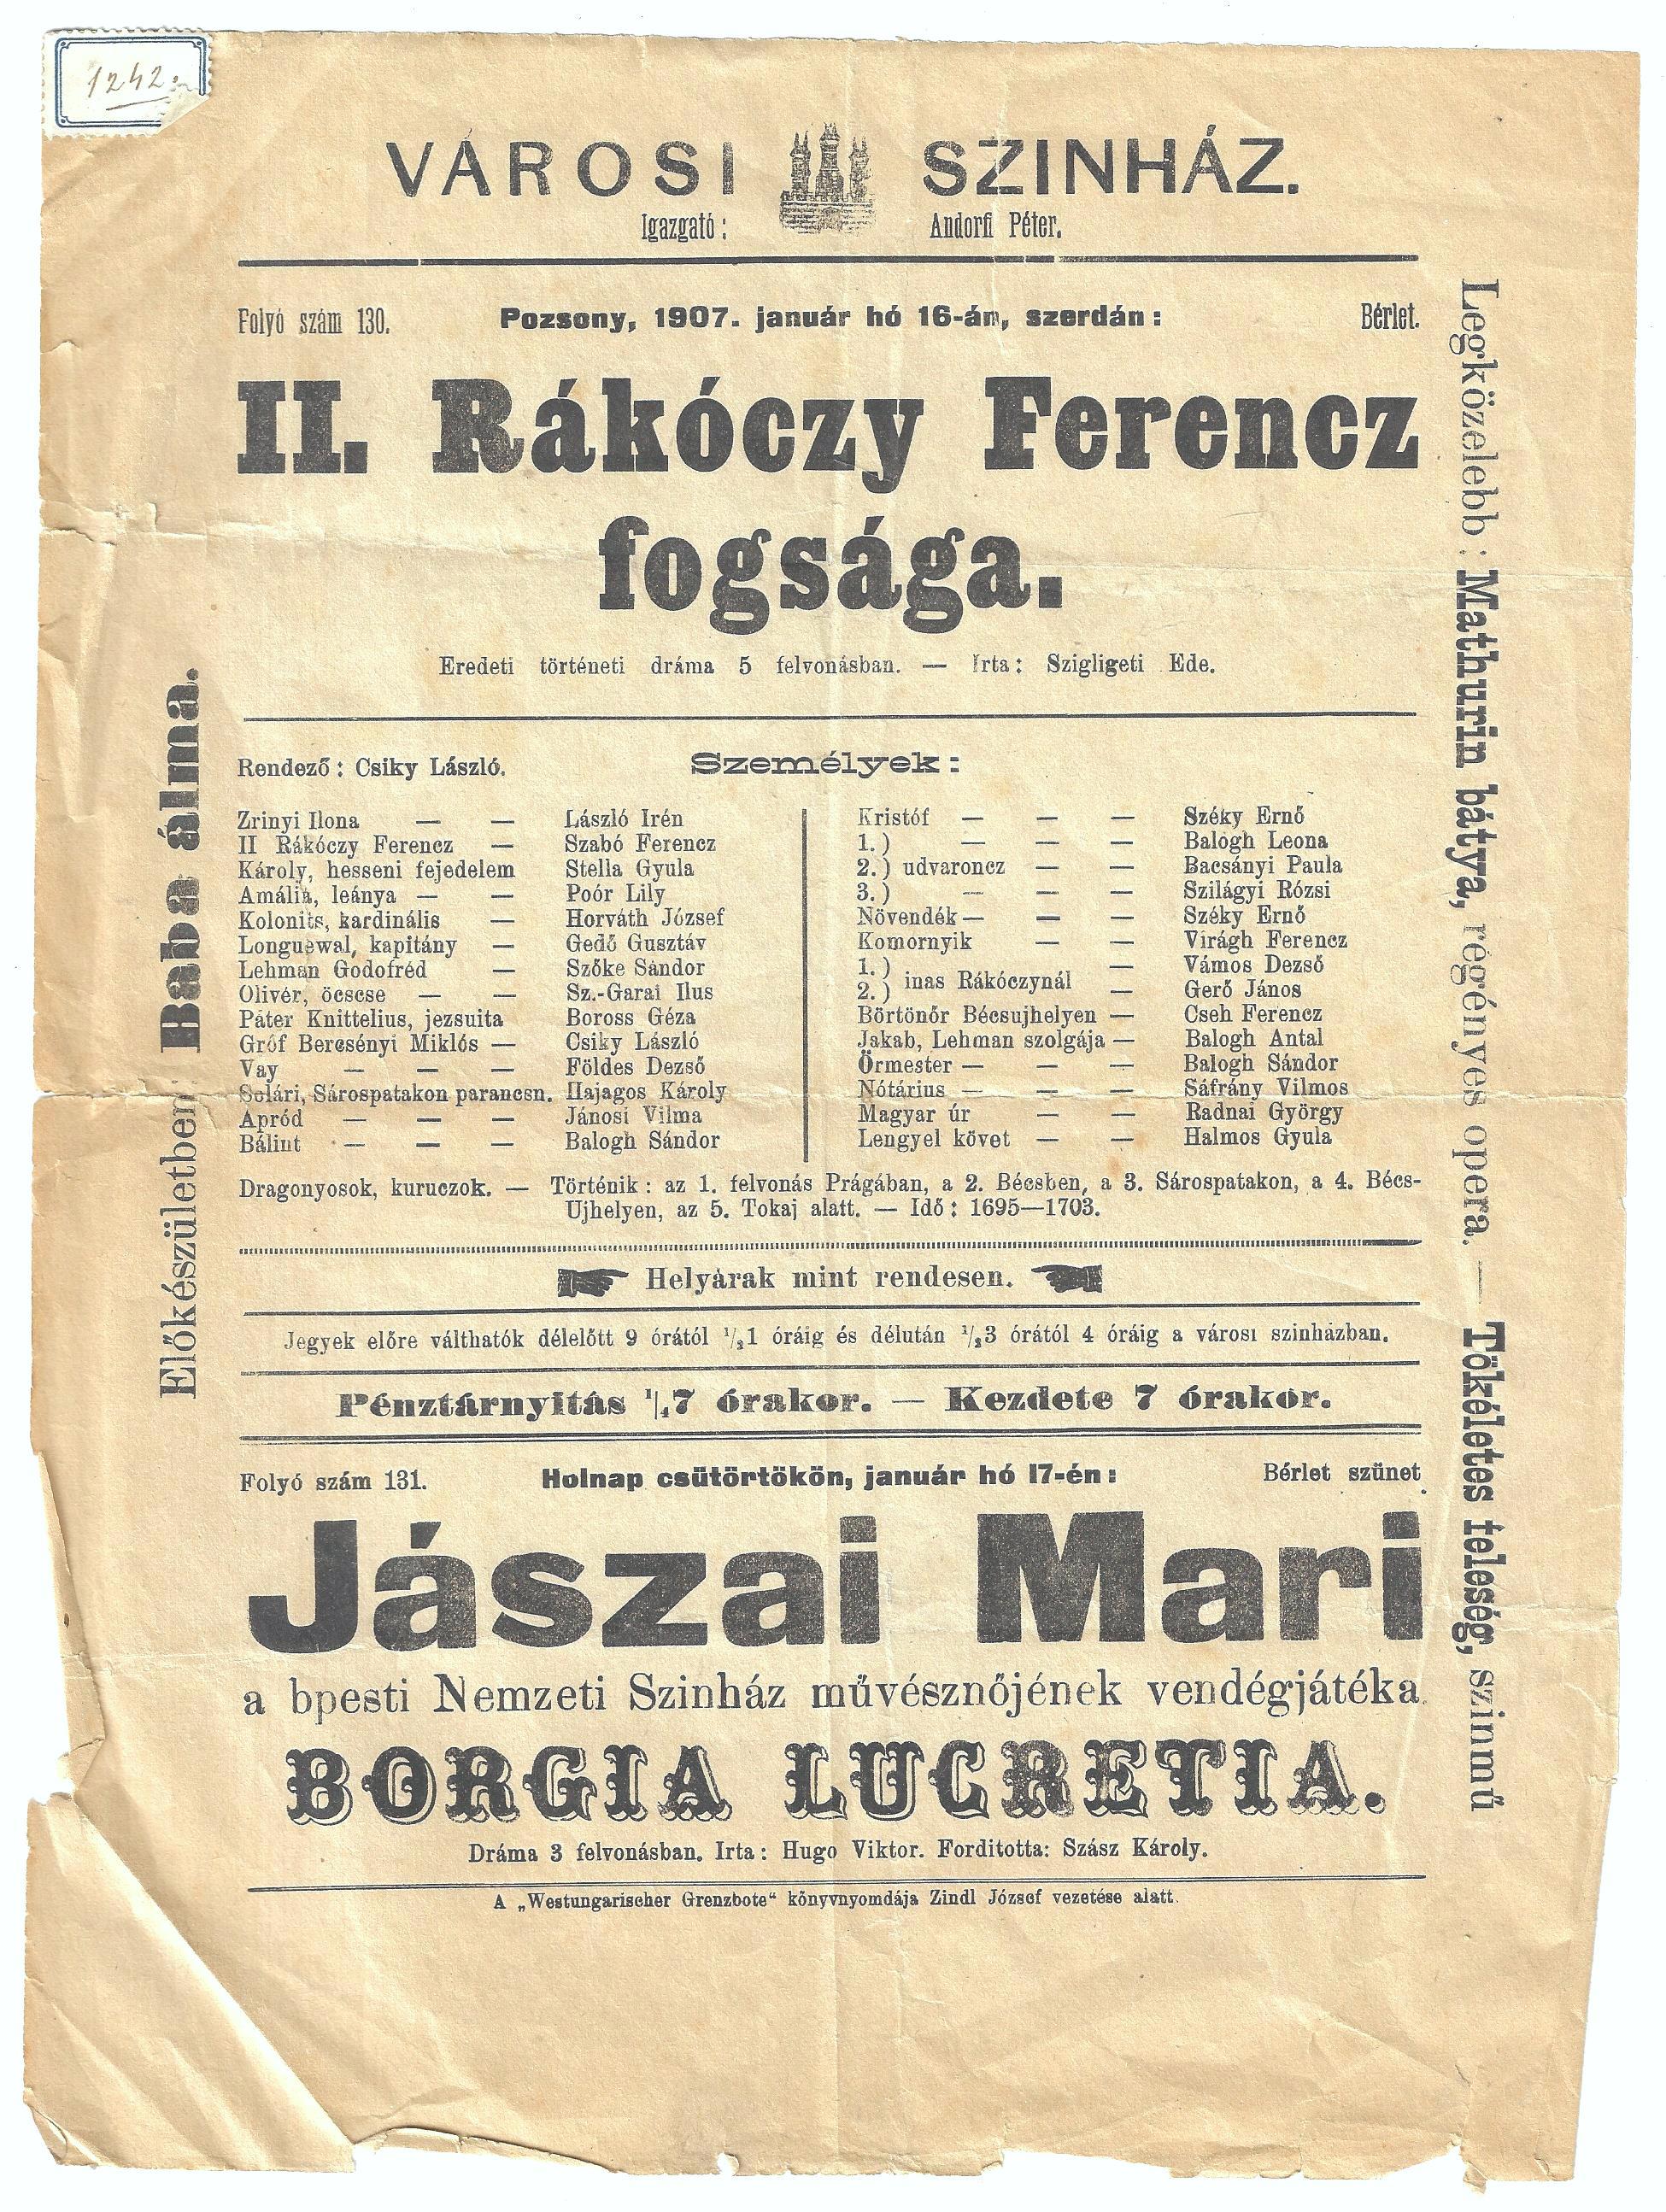 1242
VÁROSI SZINHÁZ.
Igazgató: Andorfi Péter.
Folyó szám 130. Pozsony, 1907. január hó 16-án, szerdán: Bérlet.
II. Rákóczy Ferencz
fogsága.
Eredeti történeti dráma 5 felvonásban. — Irta: Szigligeti Ede.
Rendező: Csiky László. Személyek:
Zrinyi Ilona — — László Irén
II Rákóczy Ferencz — Szabó Ferencz
Károly, hesseni fejedelem Stella Gyula
Amália, leánya — — Poór Lily
Kolonits, kardinális — Horváth József
Longuewal, kapitány — Gedő Gusztáv
Lehman Godofréd — Szőke Sándor
Olivér, öcscse — — Sz.-Garai Ilus
Páter Knittelius, jezsuita Boross Géza
Gróf Bercsényi Miklós — Csiky László
Vay — — — Földes Dezső
Solári, Sárospatakon parancsn. Hajagos Károly
Apród — — — Jánosi Vilma
Bálint — — — Balogh Sándor
Kristóf — — — Széky Ernő
1.) — — — Balogh Leona
2.) udvaroncz — — Bacsányi Paula
3.) — — — Szilágyi Rózsi
Növendék — — — Széky Ernő
Komornyik — — Virágh Ferencz
1.) — Vámos Dezső
inas Rákóczynál
2.) — Gerő János
Börtönőr Bécsujhelyen — Cseh Ferencz
Jakab, Lehman szolgája — Balogh Antal
Őrmester — — — Balogh Sándor
Nótárius — — — Sáfrány Vilmos
Magyar úr — — Radnai György
Lengyel követ — — Halmos Gyula
Dragonyosok, kuruczok. — Történik: az 1. felvonás Prágában, a 2. Bécsben, a 3. Sárospatakon, a 4. Bécs-
Ujhelyen, az 5. Tokaj alatt. — Idő: 1695—1703.
Helyárak mint rendesen.
Jegyek előre válthatók délelőtt 9 órától ½1 óráig és délután ½3 órától 4 óráig a városi szinházban.
Pénztárnyitás ¼7 órakor. — Kezdete 7 órakor.
Folyó szám 131. Holnap csütörtökön, január hó 17-én: Bérlet szünet
Jászai Mari
a bpesti Nemzeti Szinház művésznőjének vendégjátéka.
BORGIA LUCRETIA.
Dráma 3 felvonásban. Irta: Hugo Viktor. Forditotta: Szász Károly.
A „Westungarischer Grenzbote“ könyvnyomdája Zindl József vezetése alatt.
Előkészületben: Bab a álma.
Legközelebb: Mathurin bátya, regényes opera. — Tökéletes feleség, szinmű